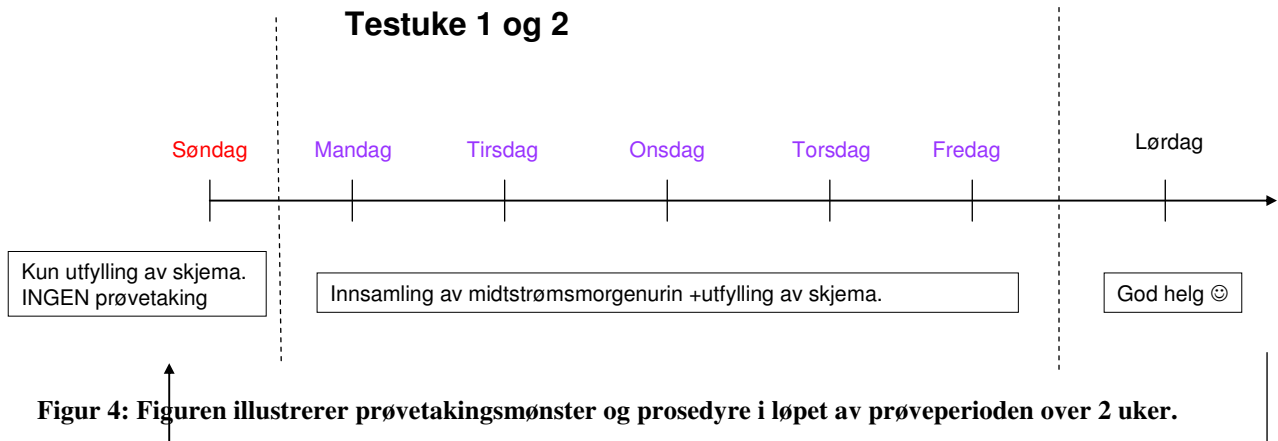 Testuke 1 og 2
Søndag Mandag Tirsdag Onsdag Torsdag Fredag Lørdag
Kun utfylling av skjema.
INGEN prøvetaking
Innsamling av midtstrømsmorgenurin +utfylling av skjema.
God helg ☺
Figur 4: Figuren illustrerer prøvetakingsmønster og prosedyre i løpet av prøveperioden over 2 uker.